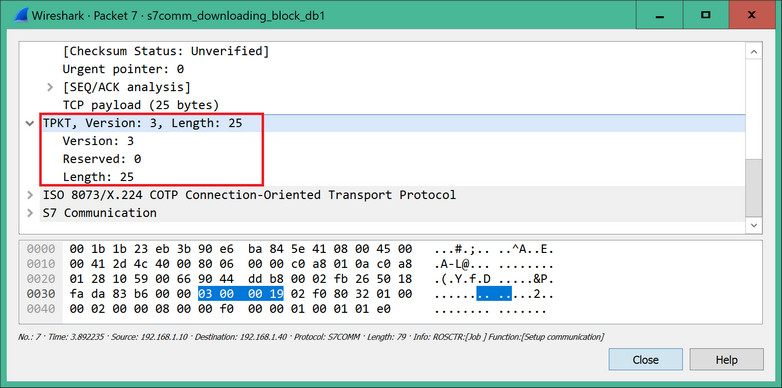 Wireshark · Packet 7 · s7comm_downloading_block_db1
[Checksum Status: Unverified]
Urgent pointer: 0
[SEQ/ACK analysis]
TCP payload (25 bytes)
TPKT, Version: 3, Length: 25
Version: 3
Reserved: 0
Length: 25
ISO 8073/X.224 COTP Connection-Oriented Transport Protocol
S7 Communication
0000 00 1b 1b 23 eb 3b 90 e6 ba 84 5e 41 08 00 45 00 ...#.;.. ..^A..E.
0010 00 41 2d 4c 40 00 80 06 00 00 c0 a8 01 0a c0 a8 .A-L@... ........
0020 01 28 10 59 00 66 90 44 dd b8 00 02 fb 26 50 18 .(.Y.f.D .....&P.
0030 fa da 83 b6 00 00 03 00 00 19 02 f0 80 32 01 00 ........ .....2..
0040 00 02 00 00 08 00 00 f0 00 00 01 00 01 01 e0 ........ .......
No.: 7 · Time: 3.892235 · Source: 192.168.1.10 · Destination: 192.168.1.40 · Protocol: S7COMM · Length: 79 · Info: ROSCTR:[Job ] Function:[Setup communication]
Close Help